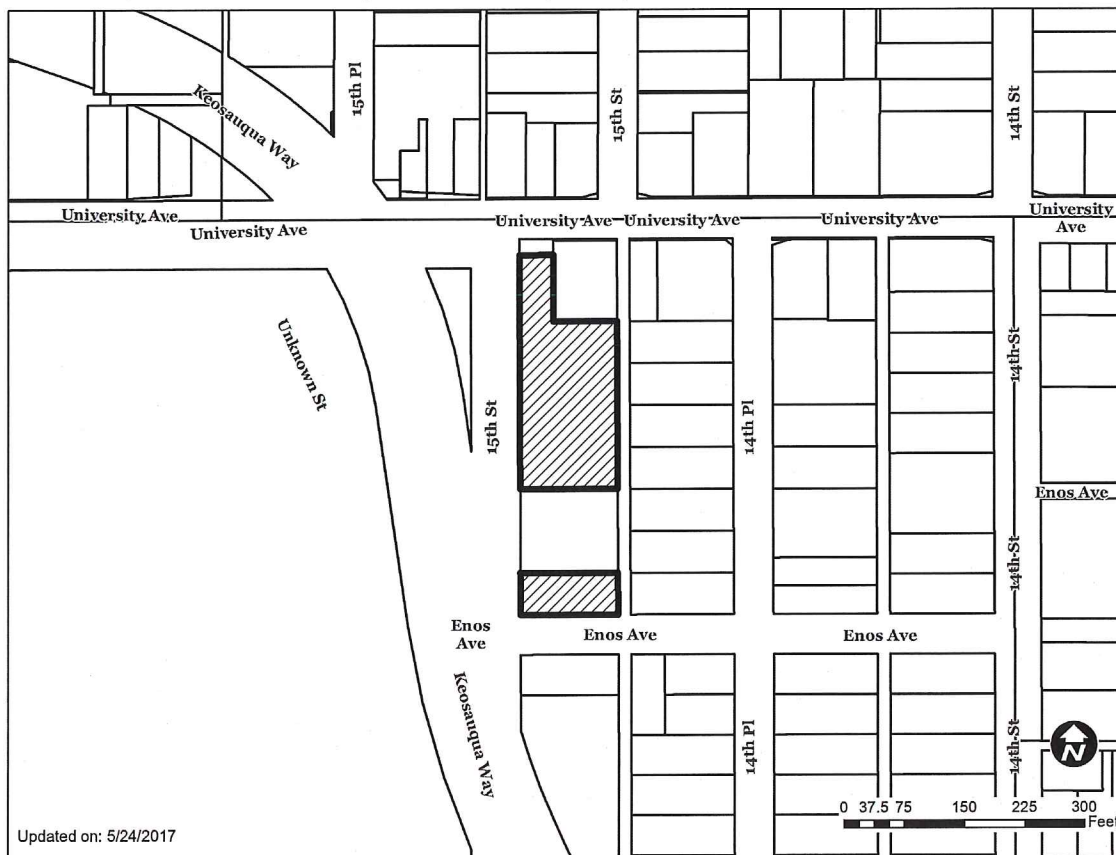 15th Pl
15th St
14th St
Keosauqua Way
University Ave
University Ave
University Ave
University Ave
University Ave
University
Ave
Unknown St
15th St
14th Pl
14th St
Enos Ave
14th St
Enos
Ave
Enos Ave
Enos Ave
Keosauqua Way
14th Pl
14th St
N
0 37.5 75 150 225 300
Feet
Updated on: 5/24/2017